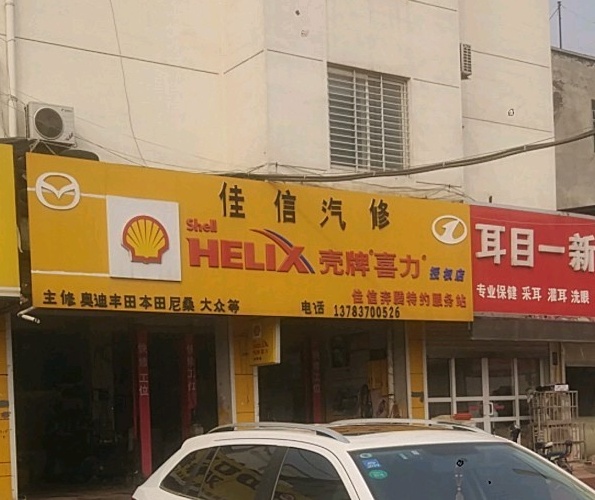 佳信汽修
Shell
HELIX 壳牌®喜力® 授权店
佳信奔腾特约服务站
主修 奥迪 丰田 本田 尼桑 大众等
电话 13783700526
耳目一新
专业保健 采耳 灌耳 洗眼